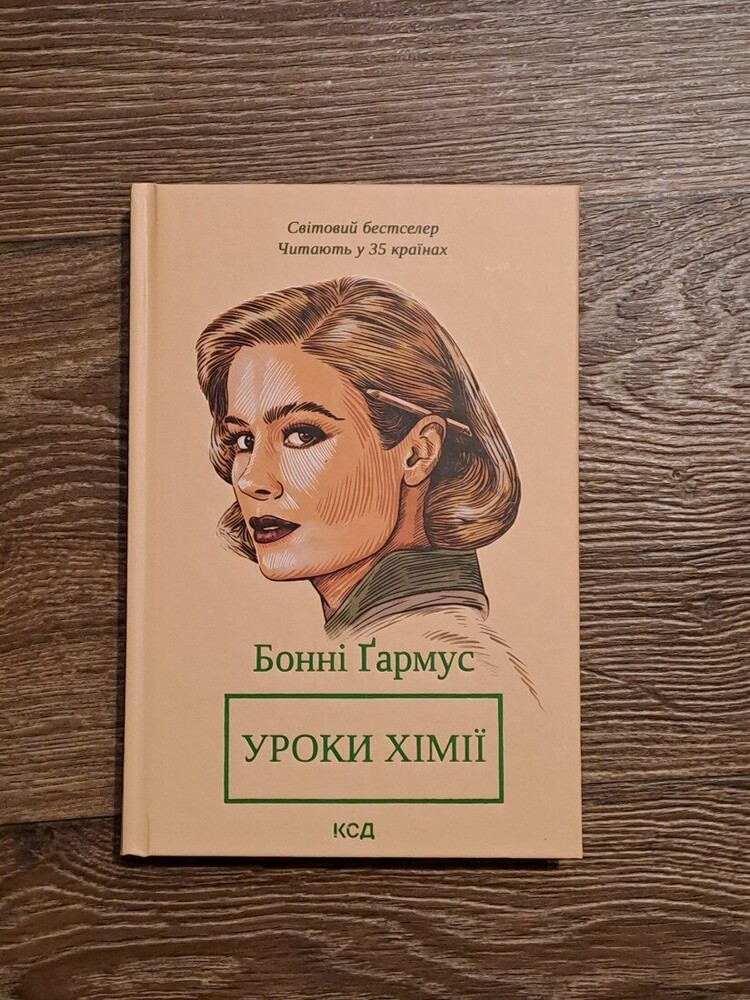 Світовий бестселер
Читають у 35 країнах
Бонні Ґармус
УРОКИ ХІМІЇ
КСД